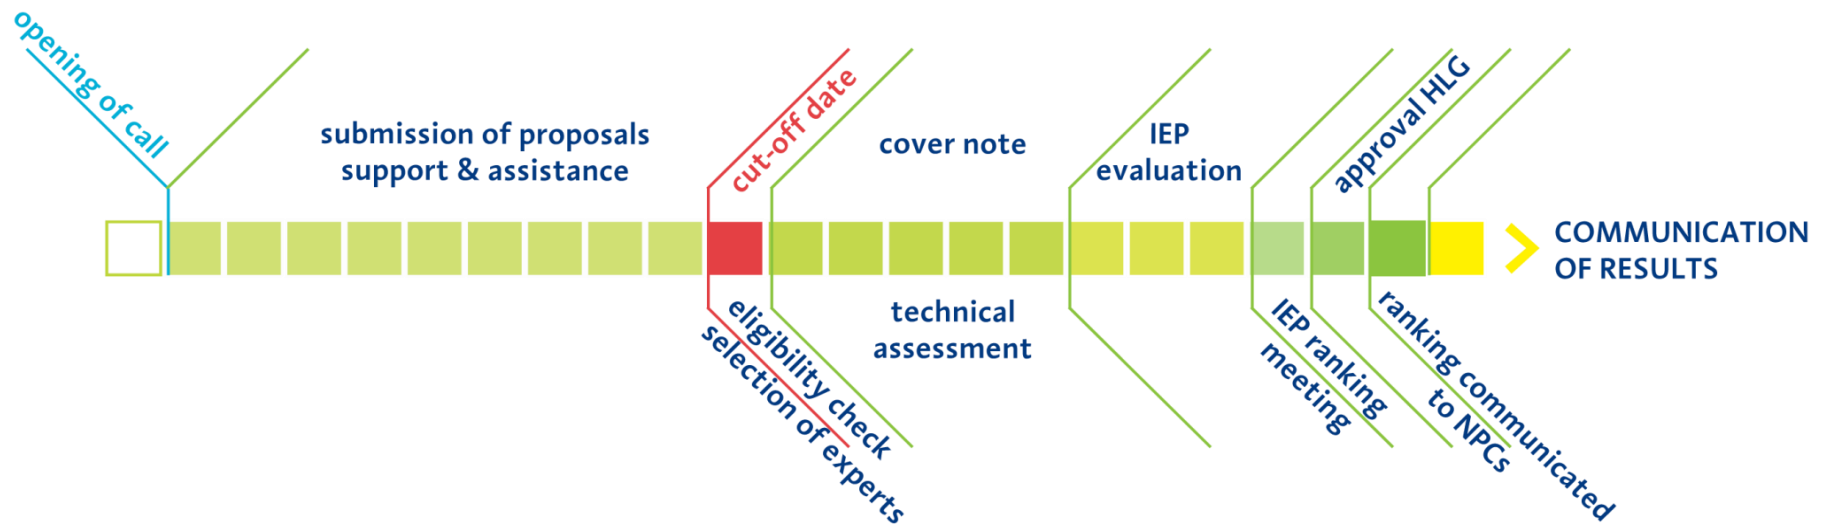 opening of call
submission of proposals
support & assistance
cut-off date
eligibility check
selection of experts
cover note
technical
assessment
IEP
evaluation
IEP ranking
meeting
approval HLG
ranking communicated
to NPCs
COMMUNICATION
OF RESULTS